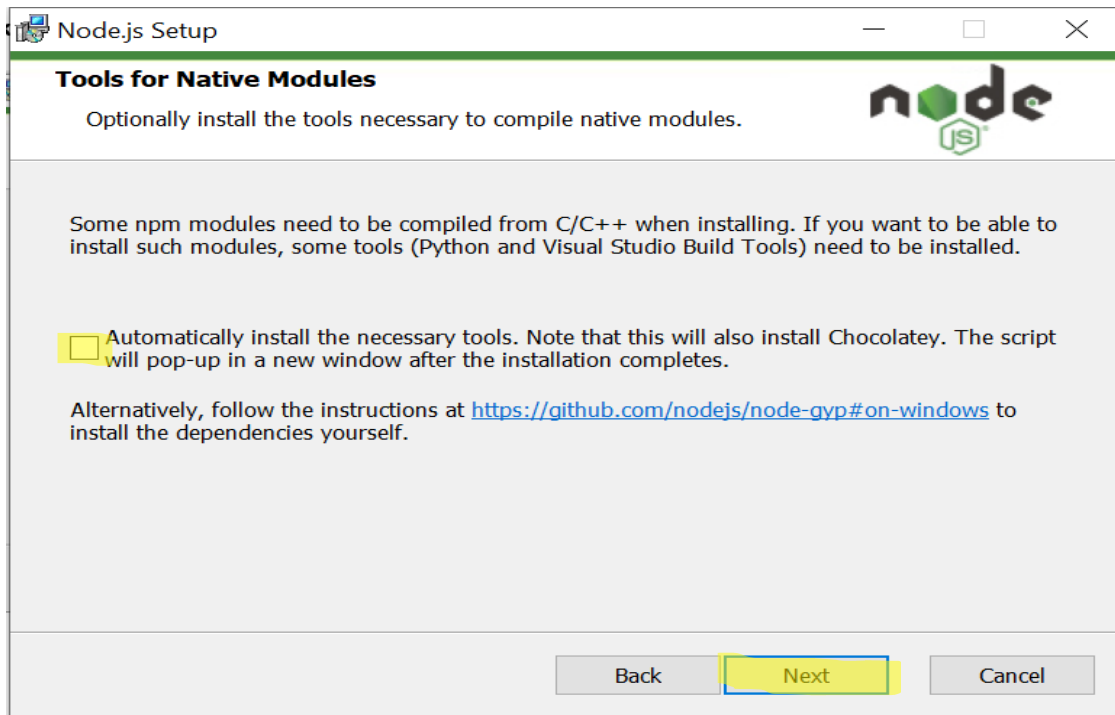 Node.js Setup
Tools for Native Modules
Optionally install the tools necessary to compile native modules.
node
JS
Some npm modules need to be compiled from C/C++ when installing. If you want to be able to
install such modules, some tools (Python and Visual Studio Build Tools) need to be installed.
Automatically install the necessary tools. Note that this will also install Chocolatey. The script
will pop-up in a new window after the installation completes.
Alternatively, follow the instructions at https://github.com/nodejs/node-gyp#on-windows to
install the dependencies yourself.
Back
Next
Cancel